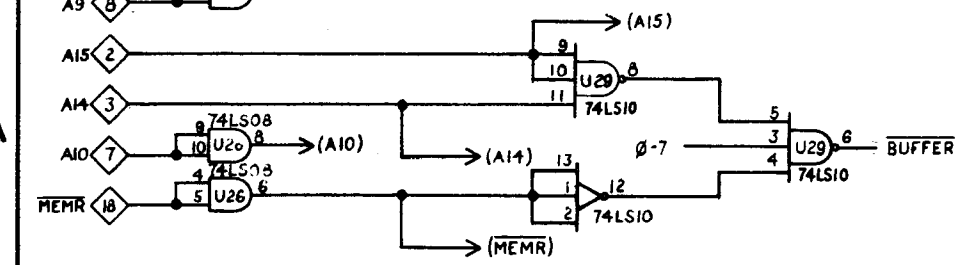 A9 8
(A15)
A15 2
9
10 U29 8
A14 3
11 74LS10
74LS08
9 8
10 U20
A10 7
(A10)
5
Ø-7 3 U29 6 BUFFER
4
74LS10
(A14)
74LS08
4 6
5 U26
MEMR 18
13
1 12
2 74LS10
(MEMR)